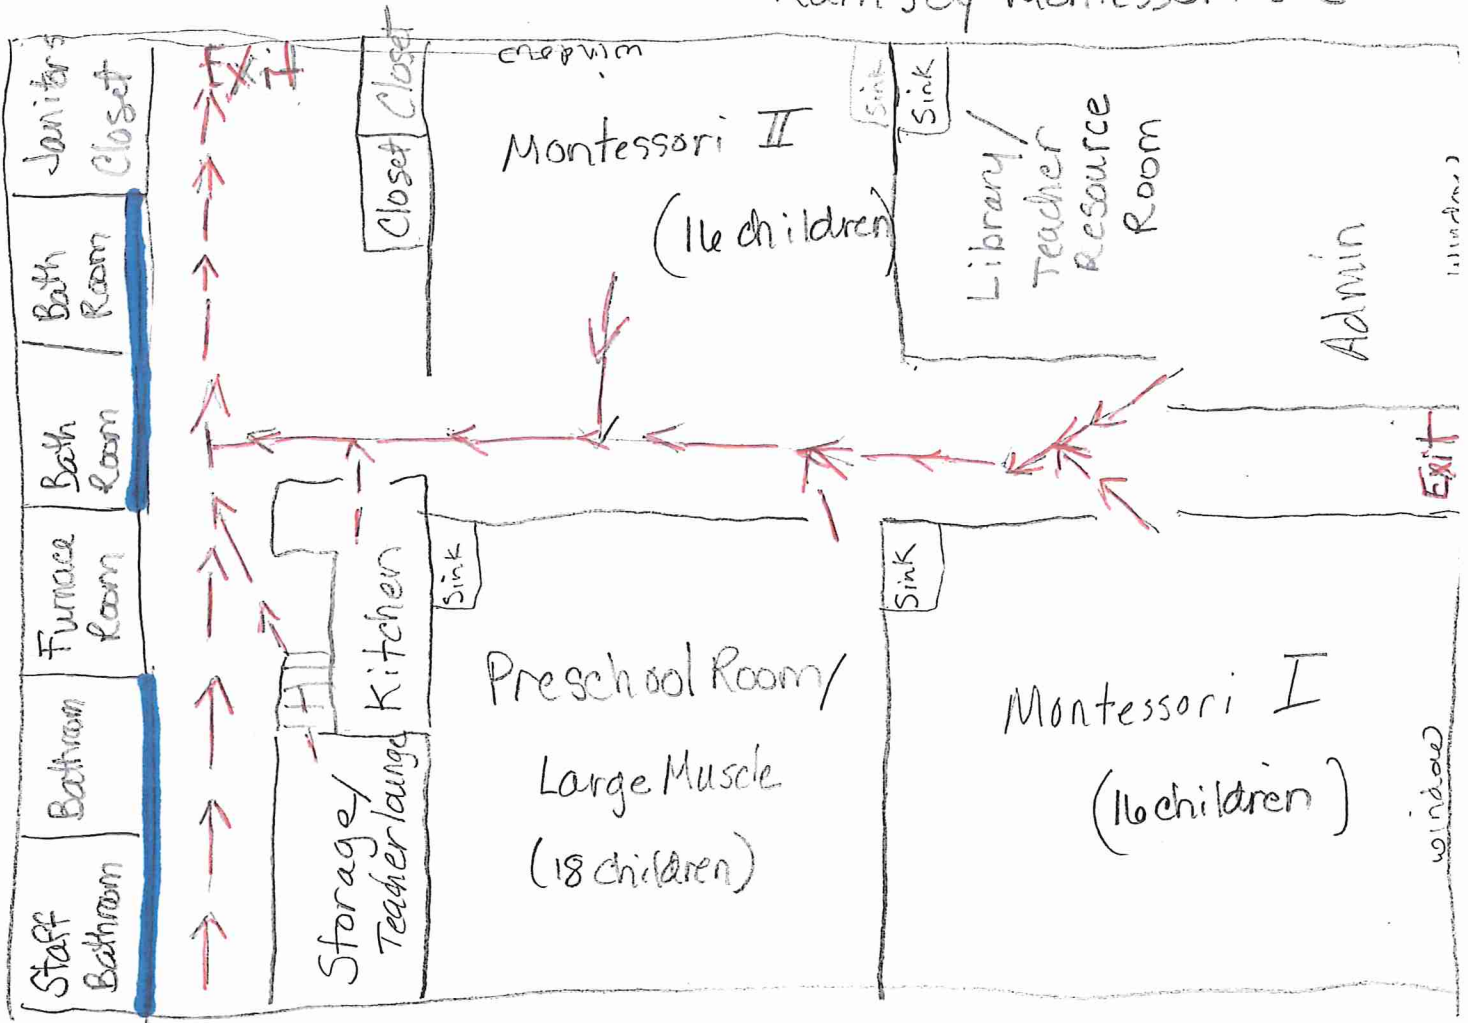 Montessori
Exit
Janitors
Closet
Closet
Closet
Montessori II
(16 children)
Sink
Sink
Library/
Teacher
Resource
Room
Admin
Bath
Room
Bath
Room
Furnace
Room
Bathroom
Staff
Bathroom
Kitchen
Storage/
Teacher lounge
Sink
Preschool Room/
Large Muscle
(18 children)
Sink
Montessori I
(16 children)
window
Exit